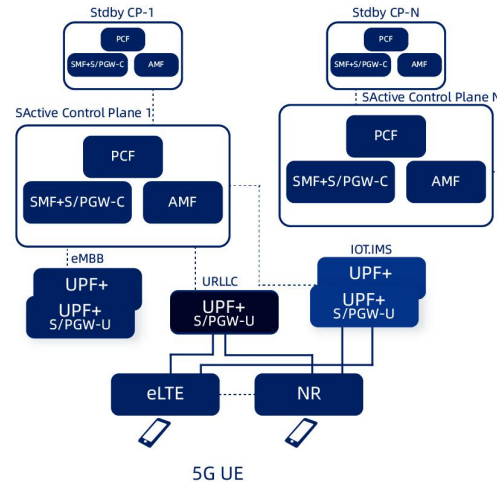 Stdby CP-1
PCF
SMF+S/PGW-C
AMF
Stdby CP-N
PCF
SMF+S/PGW-C
AMF
SActive Control Plane 1
PCF
SMF+S/PGW-C
AMF
SActive Control Plane N
PCF
SMF+S/PGW-C
AMF
eMBB
UPF+
UPF+
S/PGW-U
URLLC
UPF+
S/PGW-U
IOT.IMS
UPF+
UPF+
S/PGW-U
eLTE
NR
5G UE